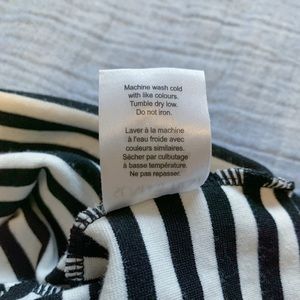 Machine wash cold
with like colours.
Tumble dry low.
Do not iron.
Laver à la machine
à l'eau froide avec
couleurs similaires.
Sécher par culbutage
à basse température.
Ne pas repasser.